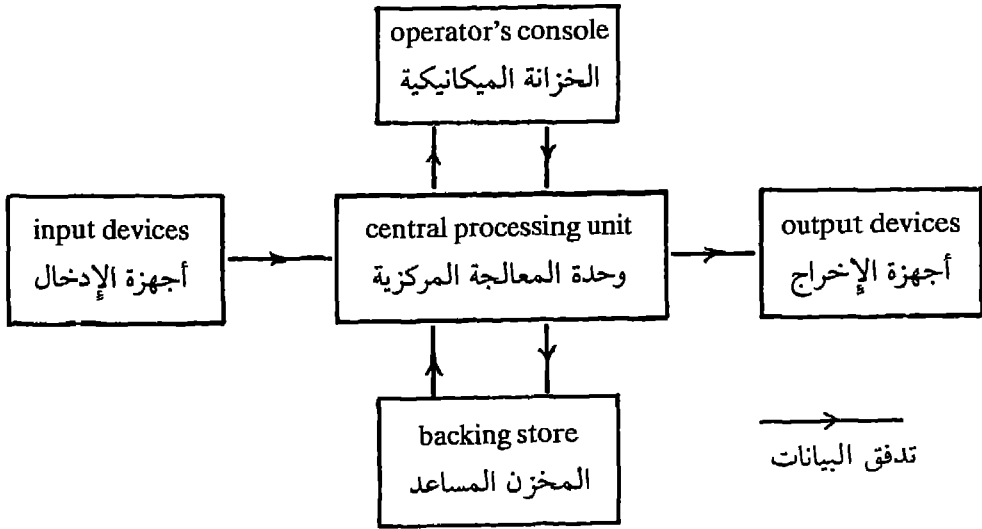 operator's console
الخزانة الميكانيكية
input devices
أجهزة الإدخال
central processing unit
وحدة المعالجة المركزية
output devices
أجهزة الإخراج
backing store
المخزن المساعد
تدفق البيانات